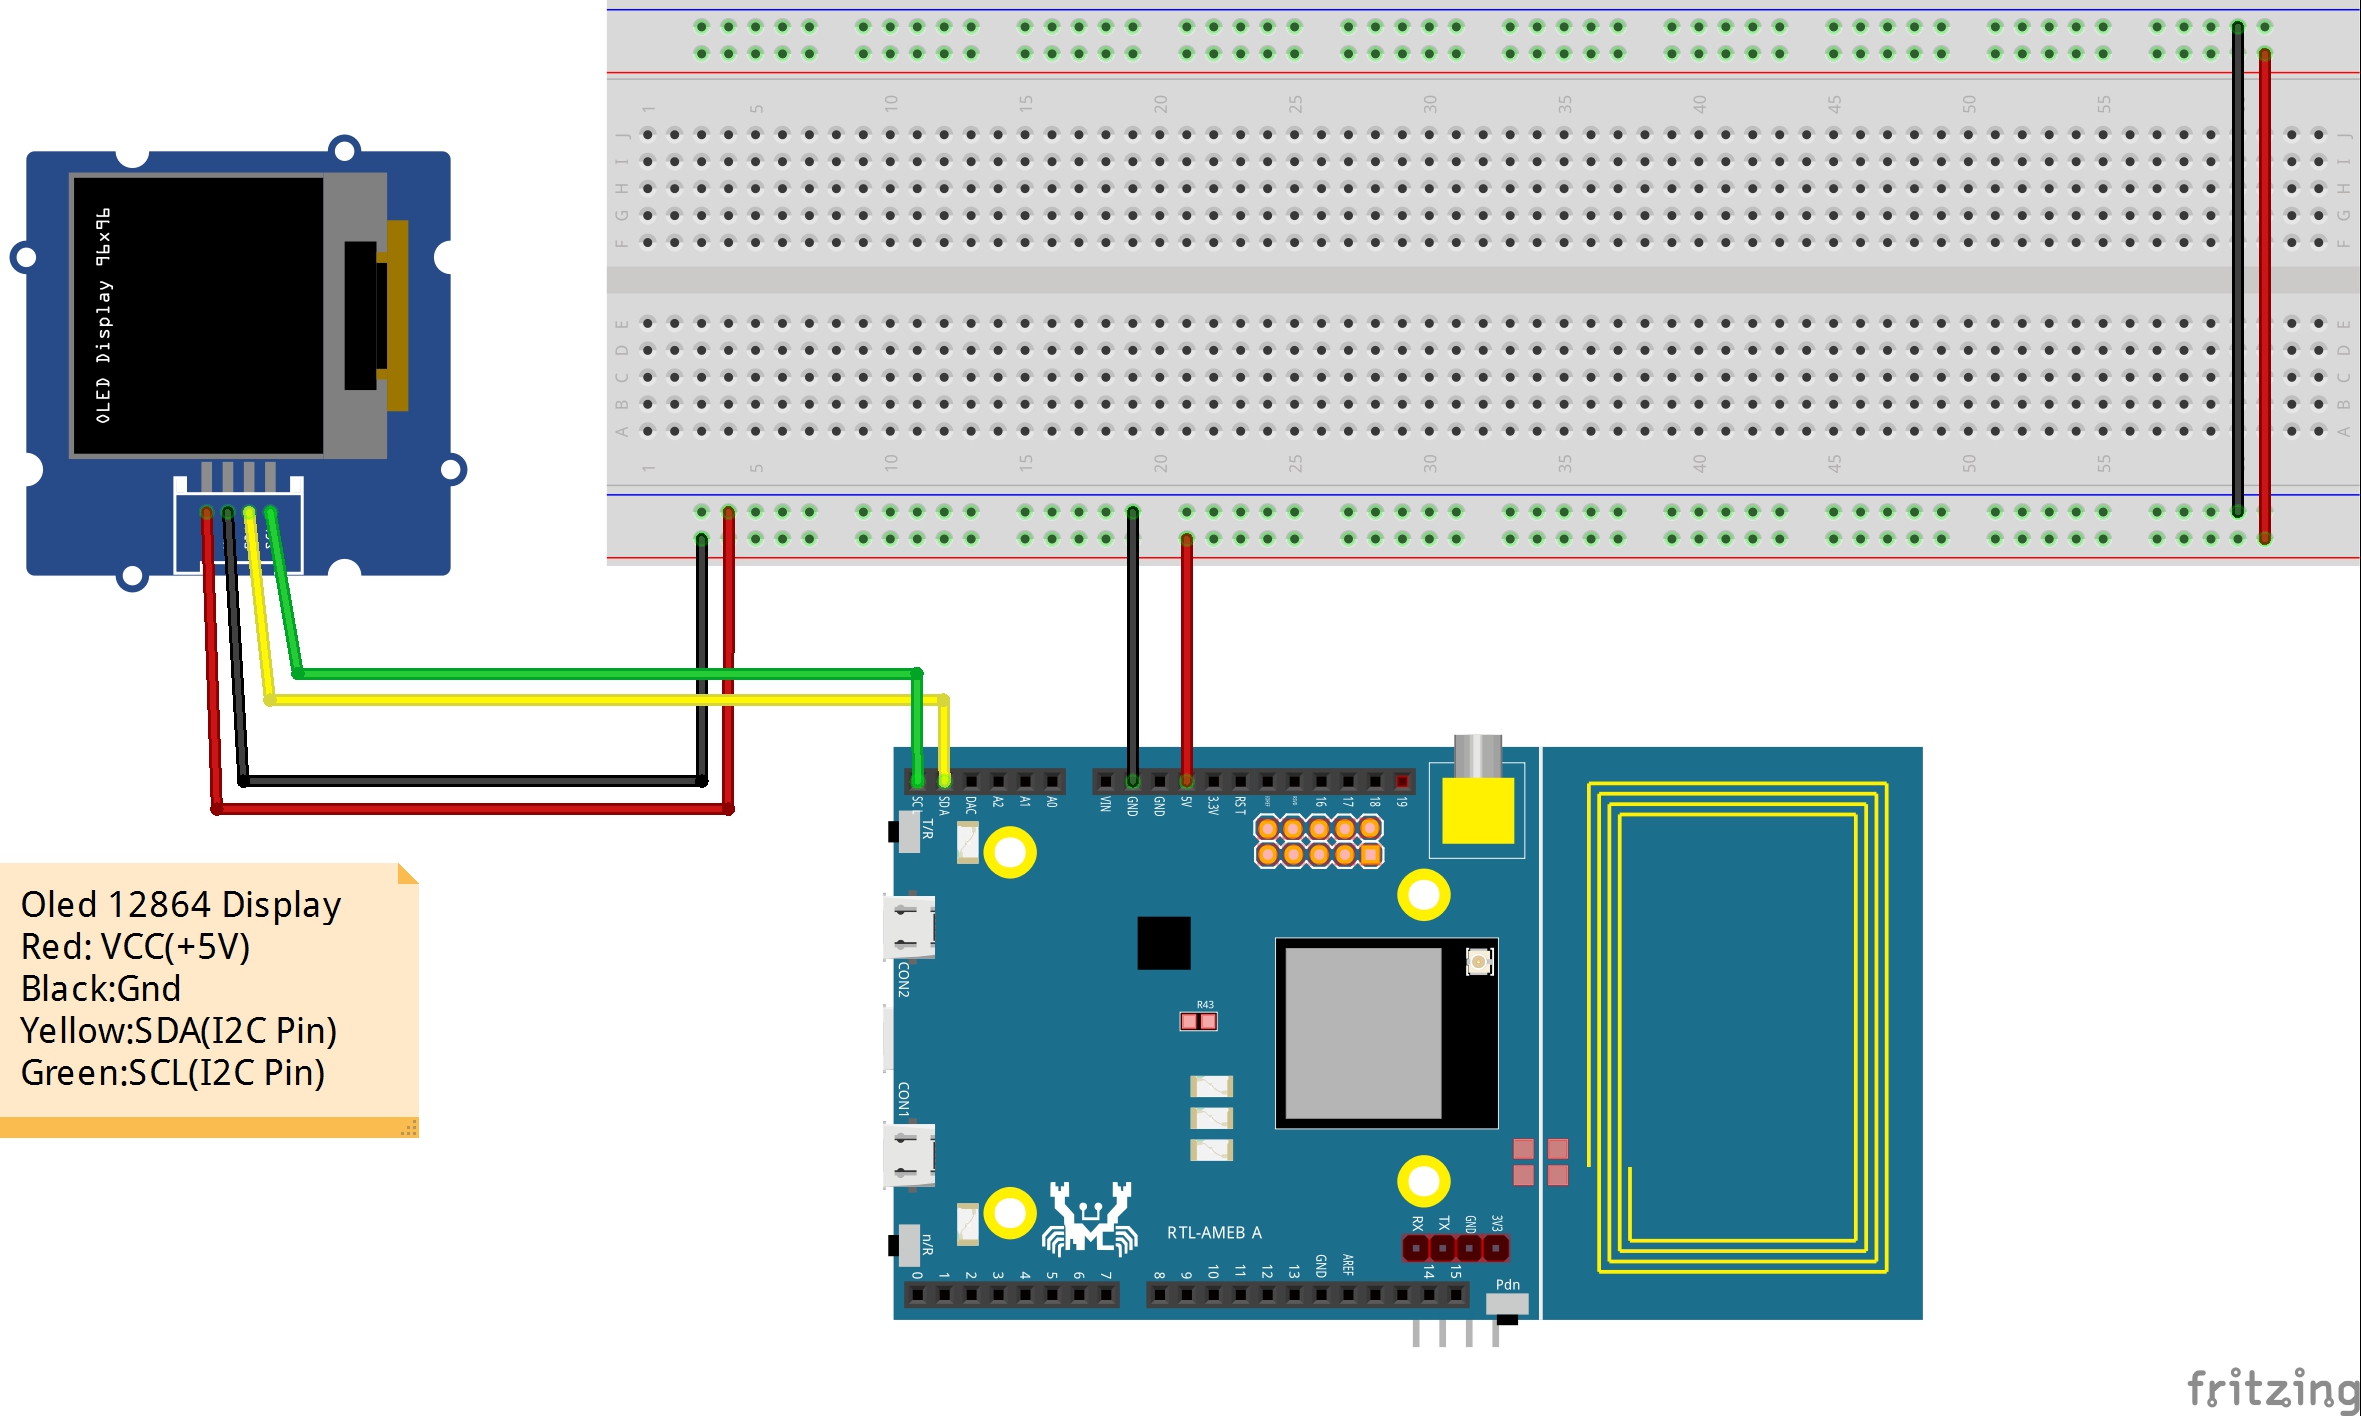 1 5 10 15 20 25 30 35 40 45 50 55
J J
I I
H H
G G
F F
E E
D D
C C
B B
A A
1 5 10 15 20 25 30 35 40 45 50 55
OLED Display 96x96
SCL SDA DAC A2 A1 A0 VIN GND GND 5V 3.3V RST 16 17 18 19
T/R
Oled 12864 Display
Red: VCC(+5V)
Black:Gnd
Yellow:SDA(I2C Pin)
Green:SCL(I2C Pin)
CON2
R43
CON1
RTL-AMEB A
RX TX GND 3V3
n/R
0 1 2 3 4 5 6 7 8 9 10 11 12 13 GND AREF 14 15
Pdn
fritzing